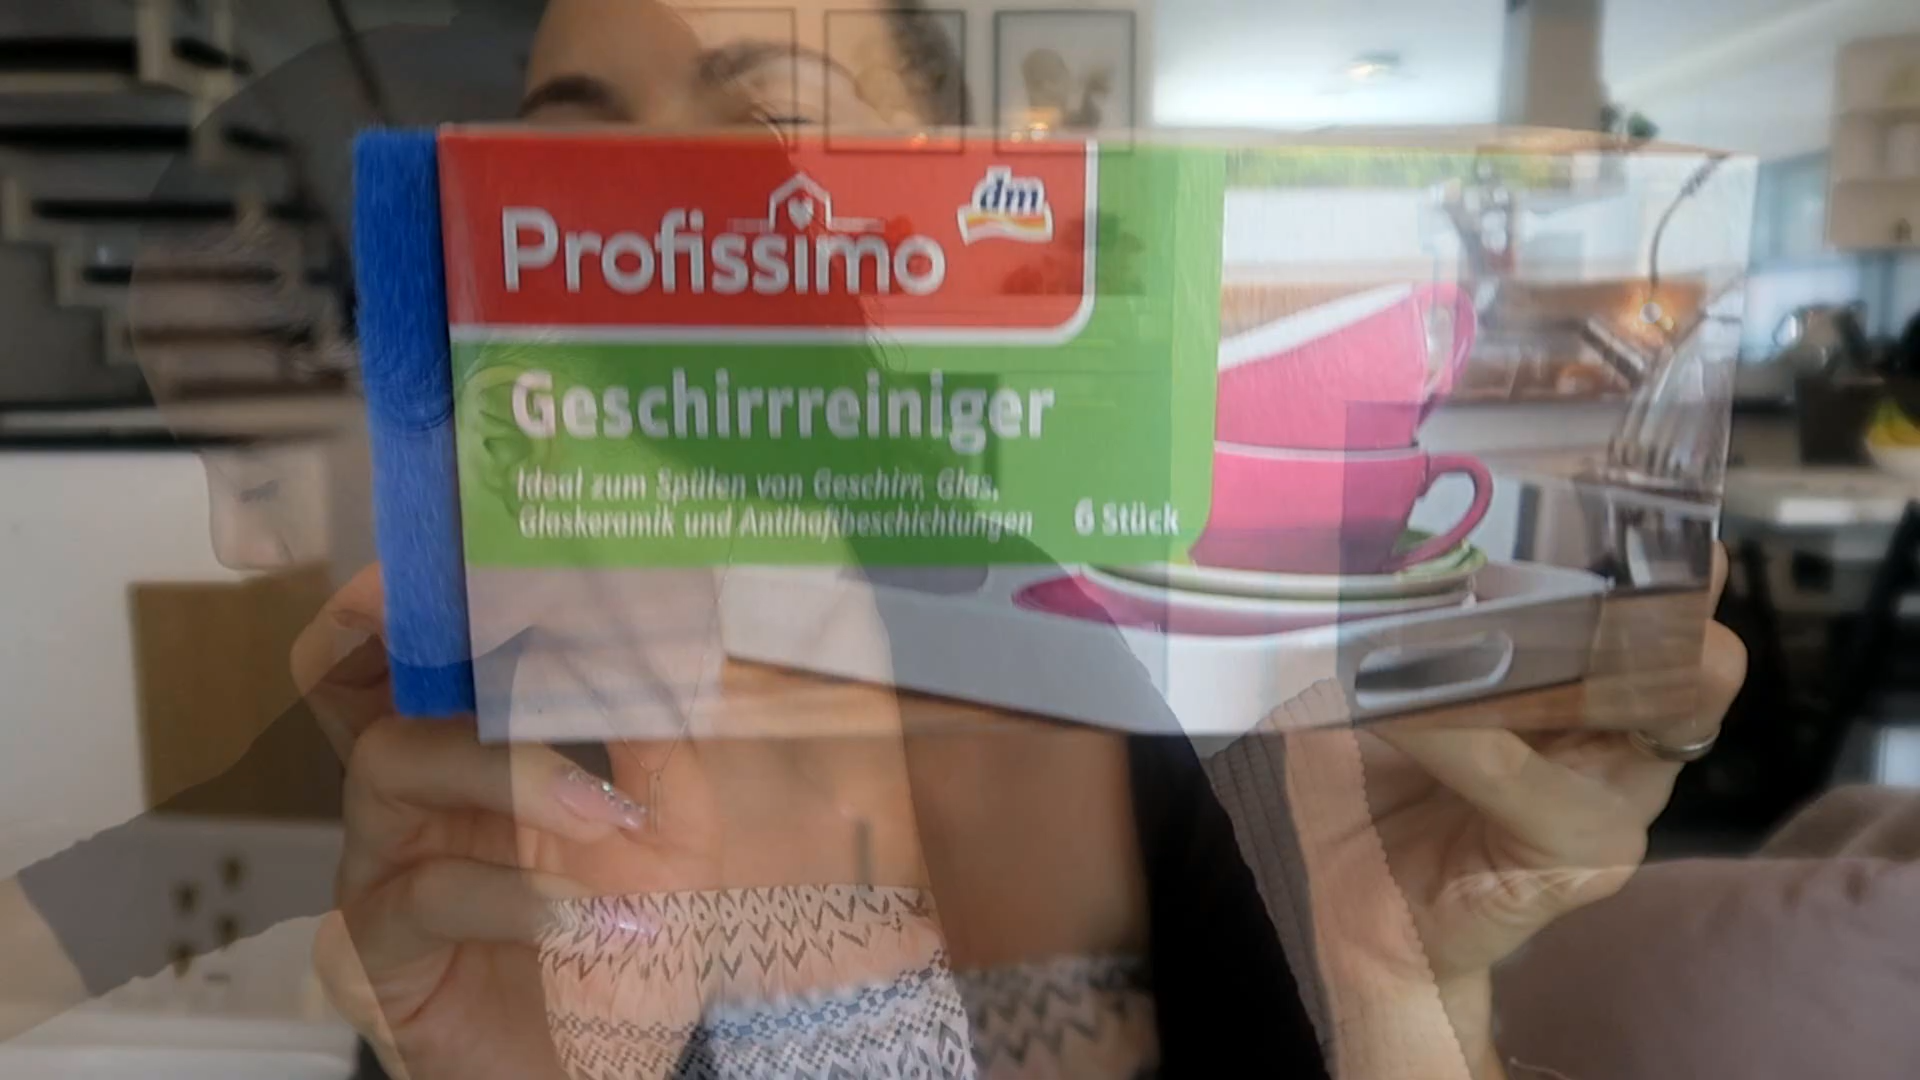 dm
Profissimo
Geschirrreiniger
Ideal zum Spülen von Geschirr, Glas,
Glaskeramik und Antihaftbeschichtungen
6 Stück